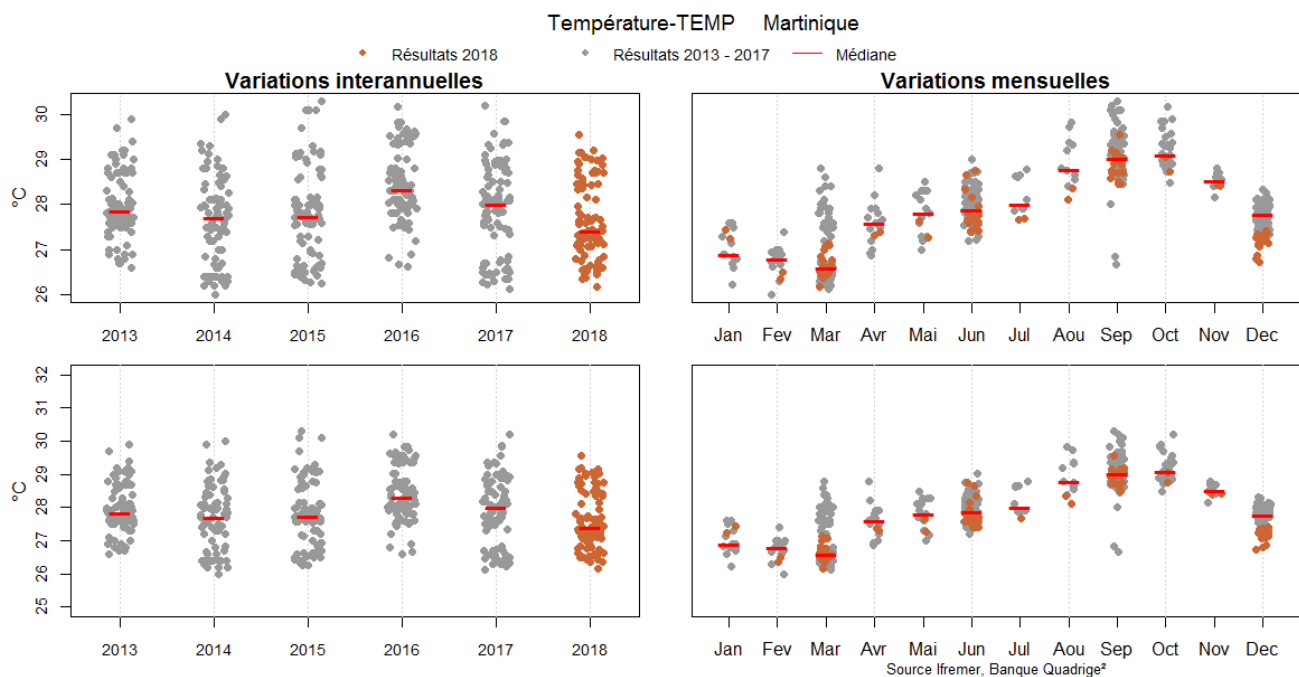 Température-TEMP Martinique
Résultats 2018 Résultats 2013 - 2017 Médiane
Variations interannuelles Variations mensuelles
°C
30
29
28
27
26
2013 2014 2015 2016 2017 2018
Jan Fev Mar Avr Mai Jun Jul Aou Sep Oct Nov Dec
°C
32
31
30
29
28
27
26
25
2013 2014 2015 2016 2017 2018
Jan Fev Mar Avr Mai Jun Jul Aou Sep Oct Nov Dec
Source Ifremer, Banque Quadrige²